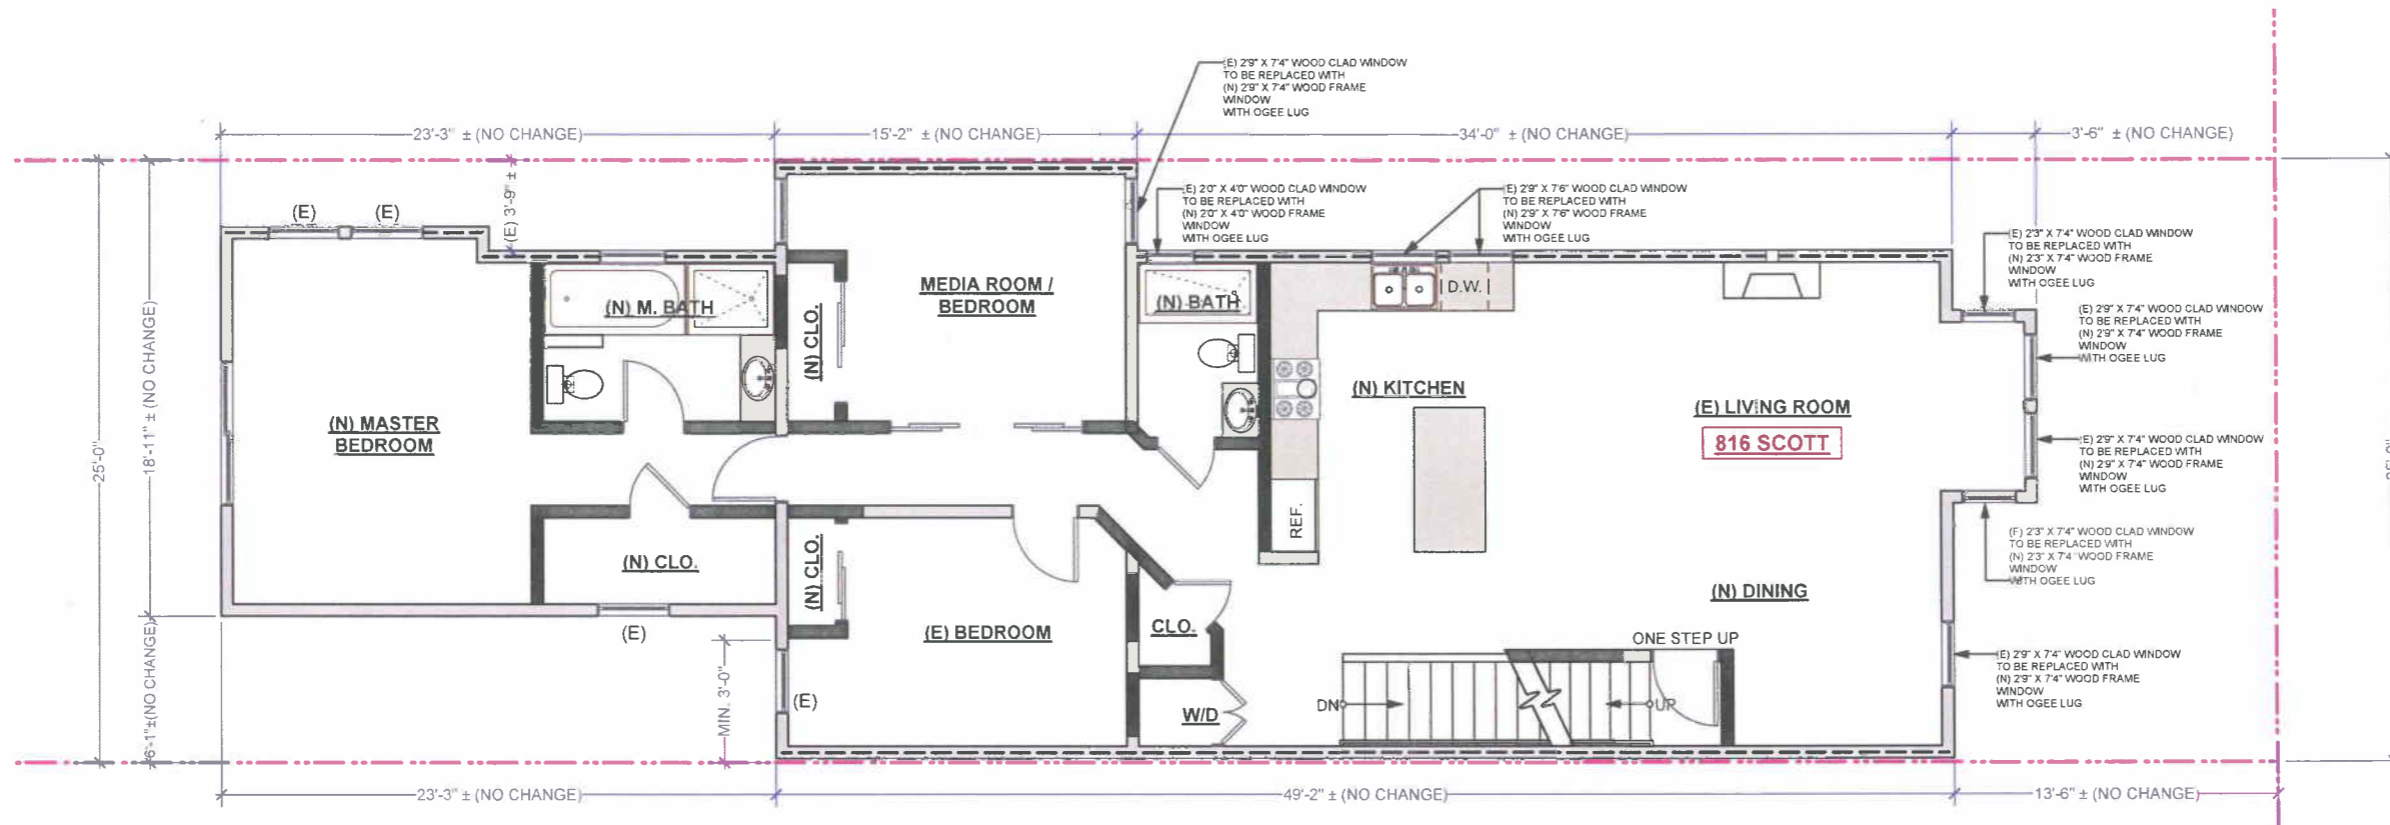 (E) 2'9" X 7'4" WOOD CLAD WINDOW
TO BE REPLACED WITH
(N) 2'9" X 7'4" WOOD FRAME
WINDOW
WITH OGEE LUG
23'-3" ± (NO CHANGE)
15'-2" ± (NO CHANGE)
34'-0" ± (NO CHANGE)
3'-6" ± (NO CHANGE)
(E) 3'-9" ±
(E) 2'0" X 4'0" WOOD CLAD WINDOW
TO BE REPLACED WITH
(N) 2'0" X 4'0" WOOD FRAME
WINDOW
WITH OGEE LUG
(E) 2'9" X 7'6" WOOD CLAD WINDOW
TO BE REPLACED WITH
(N) 2'9" X 7'6" WOOD FRAME
WINDOW
WITH OGEE LUG
(E) 2'3" X 7'4" WOOD CLAD WINDOW
TO BE REPLACED WITH
(N) 2'3" X 7'4" WOOD FRAME
WINDOW
WITH OGEE LUG
(E) 2'9" X 7'4" WOOD CLAD WINDOW
TO BE REPLACED WITH
(N) 2'9" X 7'4" WOOD FRAME
WINDOW
WITH OGEE LUG
(E) 2'9" X 7'4" WOOD CLAD WINDOW
TO BE REPLACED WITH
(N) 2'9" X 7'4" WOOD FRAME
WINDOW
WITH OGEE LUG
(E) 2'3" X 7'4" WOOD CLAD WINDOW
TO BE REPLACED WITH
(N) 2'3" X 7'4" WOOD FRAME
WINDOW
WITH OGEE LUG
(E) 2'9" X 7'4" WOOD CLAD WINDOW
TO BE REPLACED WITH
(N) 2'9" X 7'4" WOOD FRAME
WINDOW
WITH OGEE LUG
(E)
(E)
25'-0"
18'-11" ± (NO CHANGE)
6'-1"±(NO CHANGE)
(N) M. BATH
(N) CLO.
MEDIA ROOM /
BEDROOM
(N) BATH
D.W.
(N) KITCHEN
(E) LIVING ROOM
816 SCOTT
(N) MASTER
BEDROOM
REF.
(N) CLO.
(N) CLO.
(E)
(E) BEDROOM
CLO.
(N) DINING
ONE STEP UP
MIN. 3'-0"
(E)
W/D
DN
UP
23'-3" ± (NO CHANGE)
49'-2" ± (NO CHANGE)
13'-6" ± (NO CHANGE)